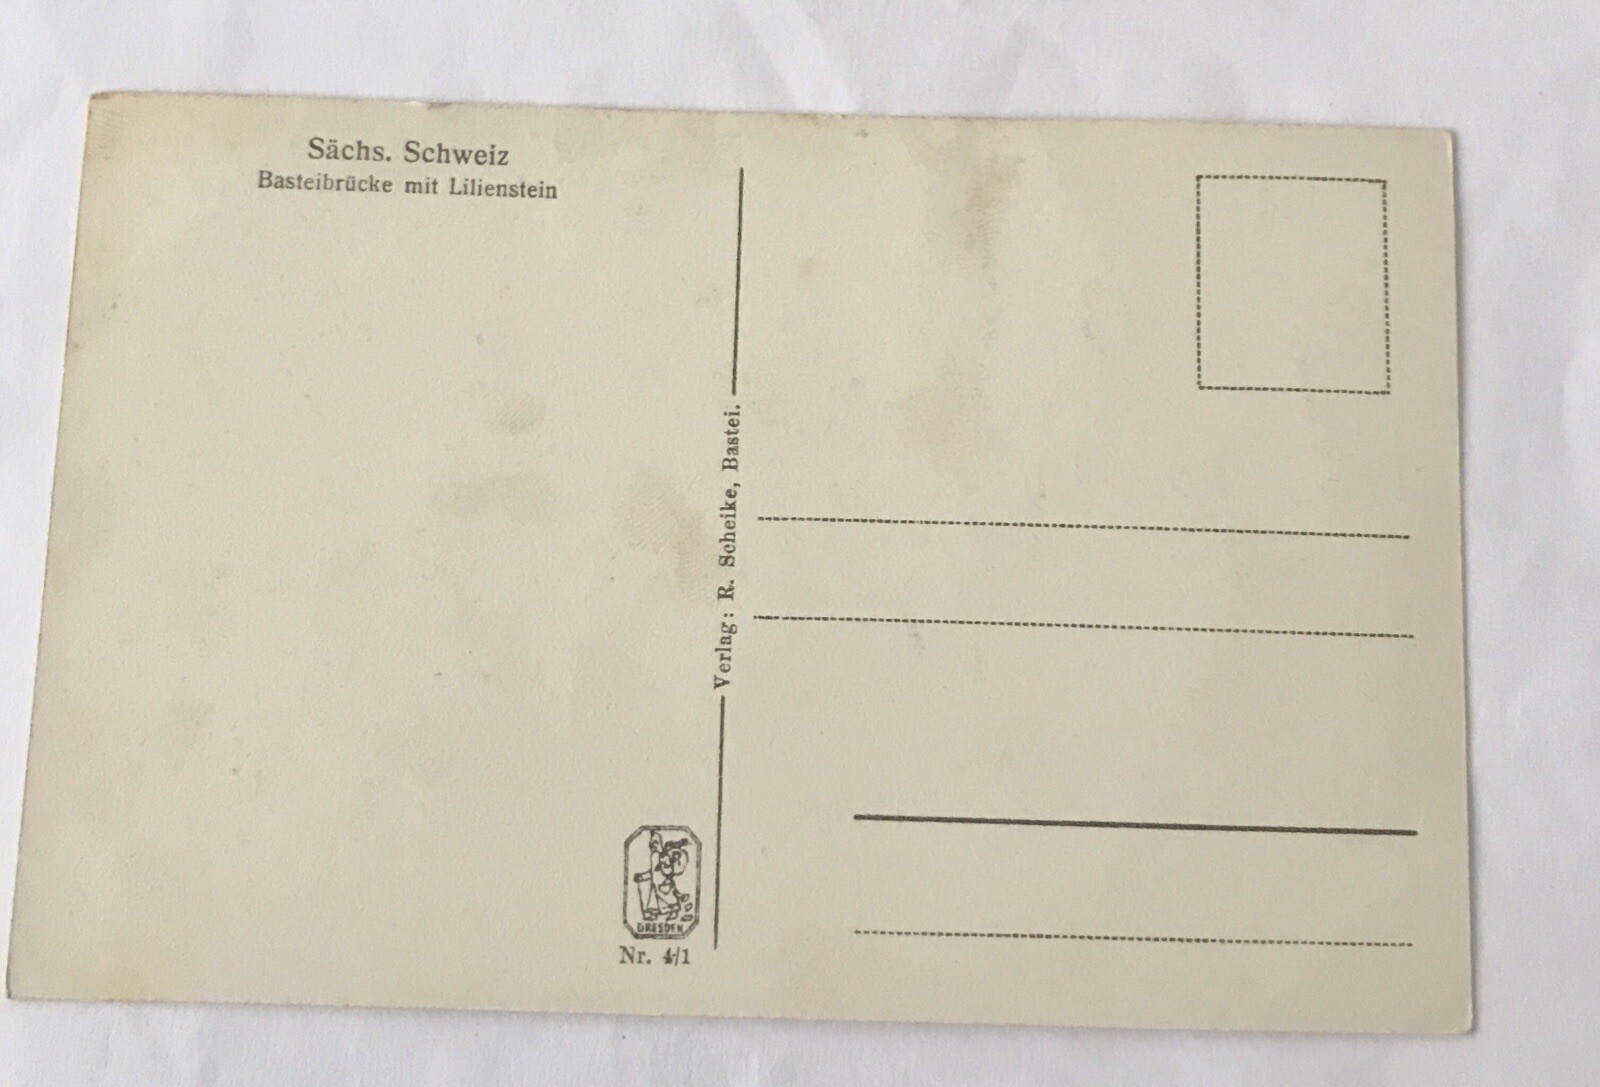 Sächs. Schweiz
Basteibrücke mit Lilienstein
Verlag: R. Scheike, Bastei.
DRESDEN
Nr. 4/1